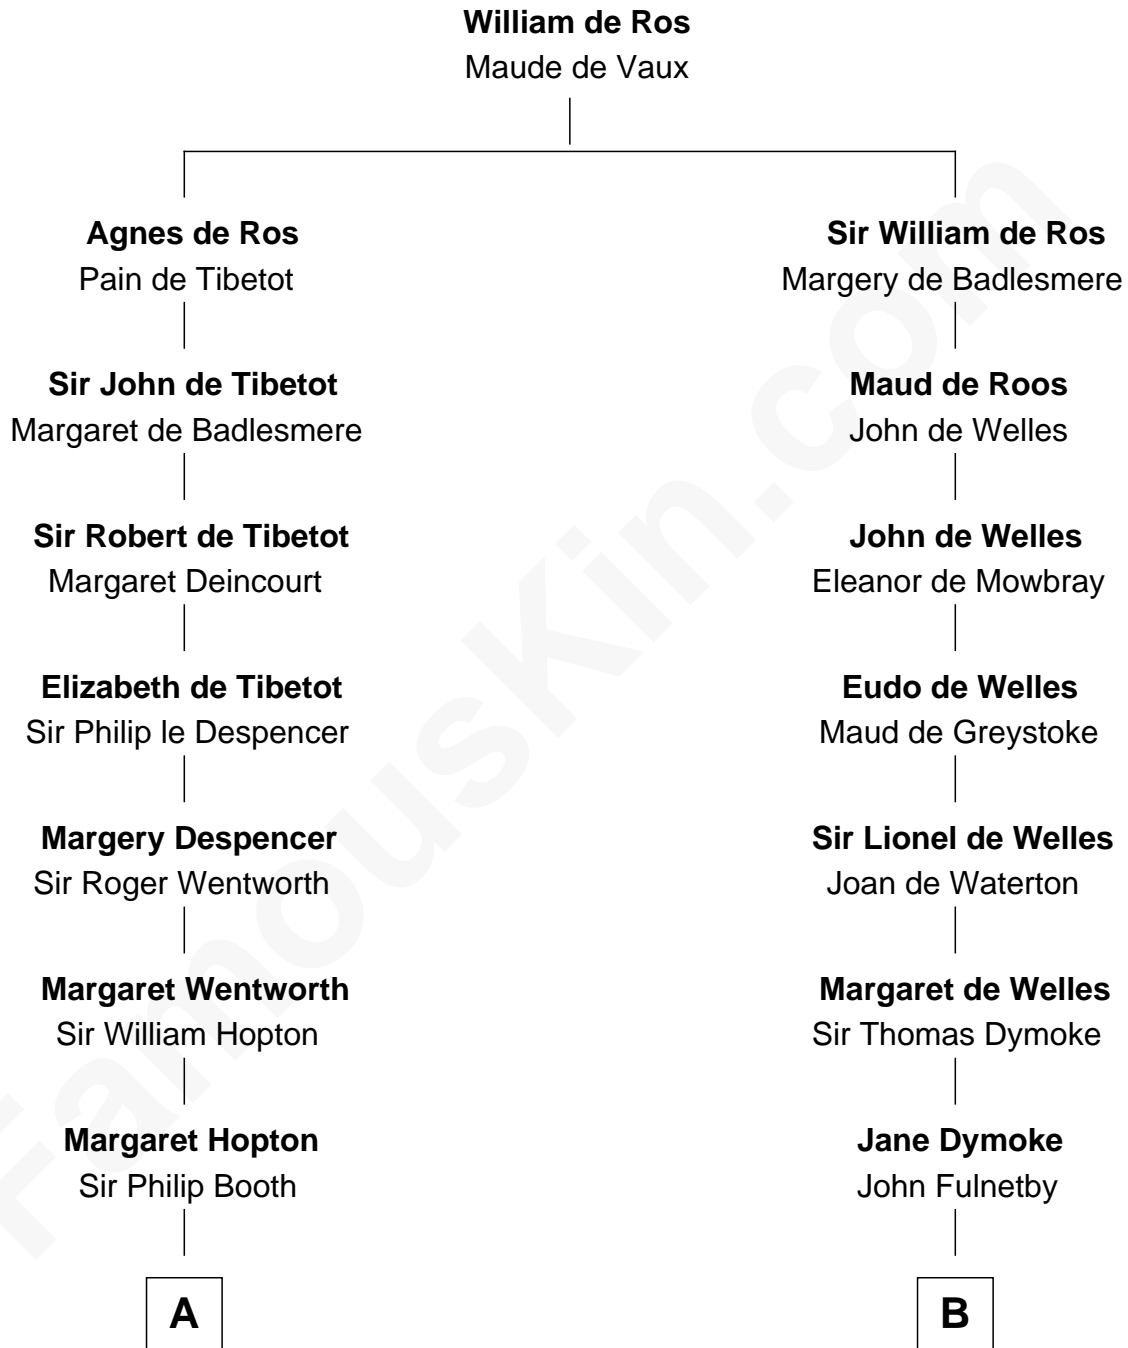 William de Ros
Maude de Vaux
Agnes de Ros
Pain de Tibetot
Sir John de Tibetot
Margaret de Badlesmere
Sir Robert de Tibetot
Margaret Deincourt
Elizabeth de Tibetot
Sir Philip le Despencer
Margery Despencer
Sir Roger Wentworth
Margaret Wentworth
Sir William Hopton
Margaret Hopton
Sir Philip Booth
A
Sir William de Ros
Margery de Badlesmere
Maud de Roos
John de Welles
John de Welles
Eleanor de Mowbray
Eudo de Welles
Maud de Greystoke
Sir Lionel de Welles
Joan de Waterton
Margaret de Welles
Sir Thomas Dymoke
Jane Dymoke
John Fulnetby
B
FamousKin.com